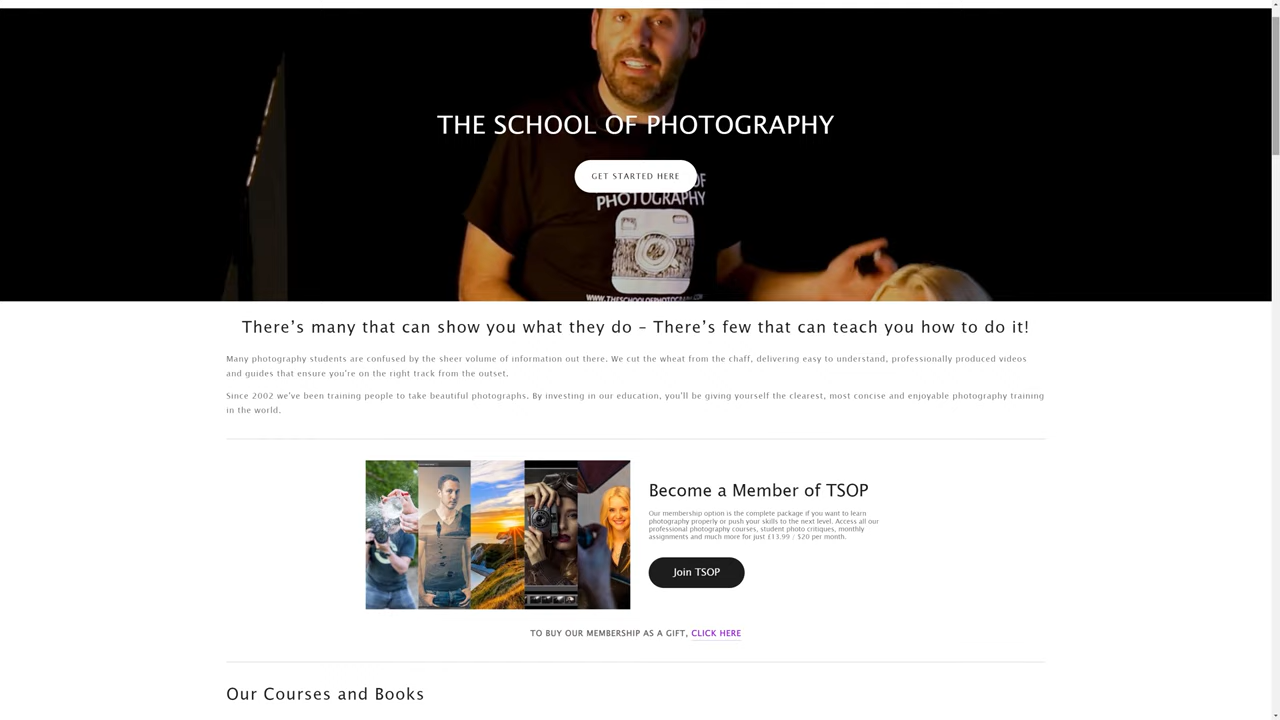 THE SCHOOL OF PHOTOGRAPHY
GET STARTED HERE
OF
PHOTOGRAPHY
There’s many that can show you what they do – There’s few that can teach you how to do it!
Many photography students are confused by the sheer volume of information out there. We cut the wheat from the chaff, delivering easy to understand, professionally produced videos
and guides that ensure you’re on the right track from the outset.
Since 2002 we’ve been training people to take beautiful photographs. By investing in our education, you’ll be giving yourself the clearest, most concise and enjoyable photography training
in the world.
Become a Member of TSOP
Our membership option is the complete package if you want to learn
photography properly or push your skills to the next level. Access all our
professional photography courses, student photo critiques, monthly
assignments and much more for just £13.99 / $20 per month.
Join TSOP
TO BUY OUR MEMBERSHIP AS A GIFT, CLICK HERE
Our Courses and Books